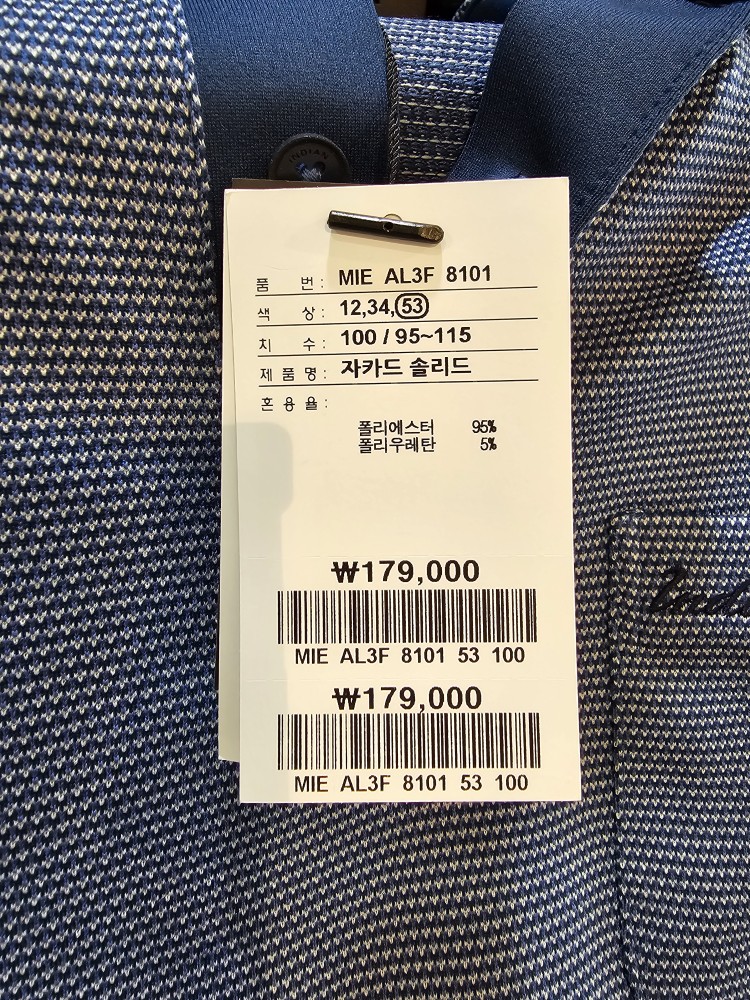 INDIAN
품 번: MIE AL3F 8101
색 상: 12,34,53
치 수: 100 / 95~115
제 품 명: 자카드 솔리드
혼 용 율:
폴리에스터 95%
폴리우레탄 5%
₩179,000
MIE AL3F 8101 53 100
₩179,000
MIE AL3F 8101 53 100